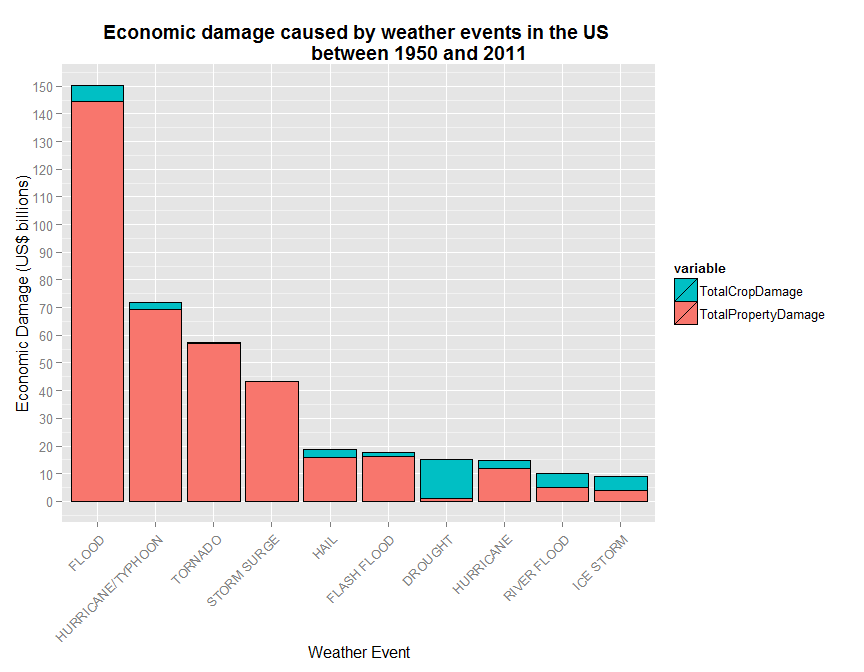 Economic damage caused by weather events in the US
between 1950 and 2011
Economic Damage (US$ billions)
150
140
130
120
110
100
90
80
70
60
50
40
30
20
10
0
FLOOD
HURRICANE/TYPHOON
TORNADO
STORM SURGE
HAIL
FLASH FLOOD
DROUGHT
HURRICANE
RIVER FLOOD
ICE STORM
Weather Event
variable
TotalCropDamage
TotalPropertyDamage